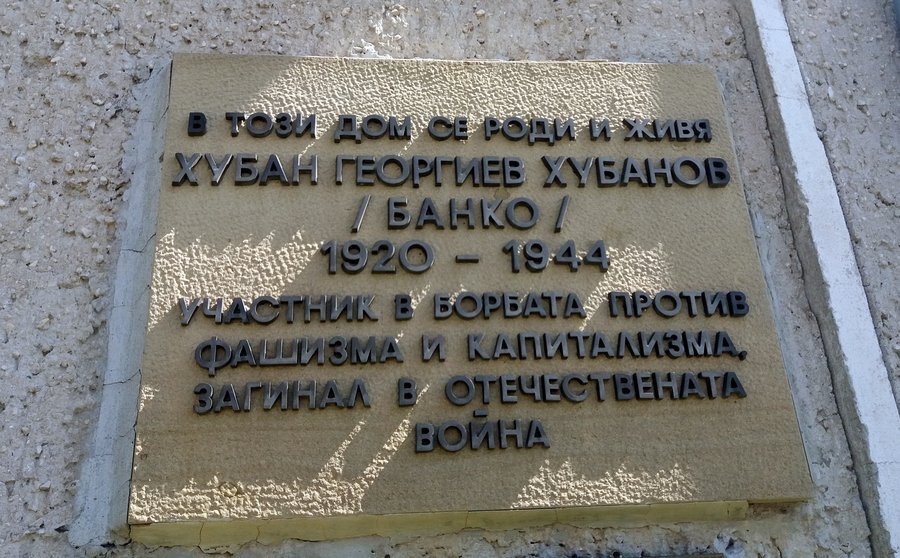 В ТОЗИ ДОМ СЕ РОДИ И ЖИВЯ
ХУБАН ГЕОРГИЕВ ХУБАНОВ
/ БАНКО /
1920 – 1944
УЧАСТНИК В БОРБАТА ПРОТИВ
ФАШИЗМА И КАПИТАЛИЗМА,
ЗАГИНАЛ В ОТЕЧЕСТВЕНАТА
ВОЙНА